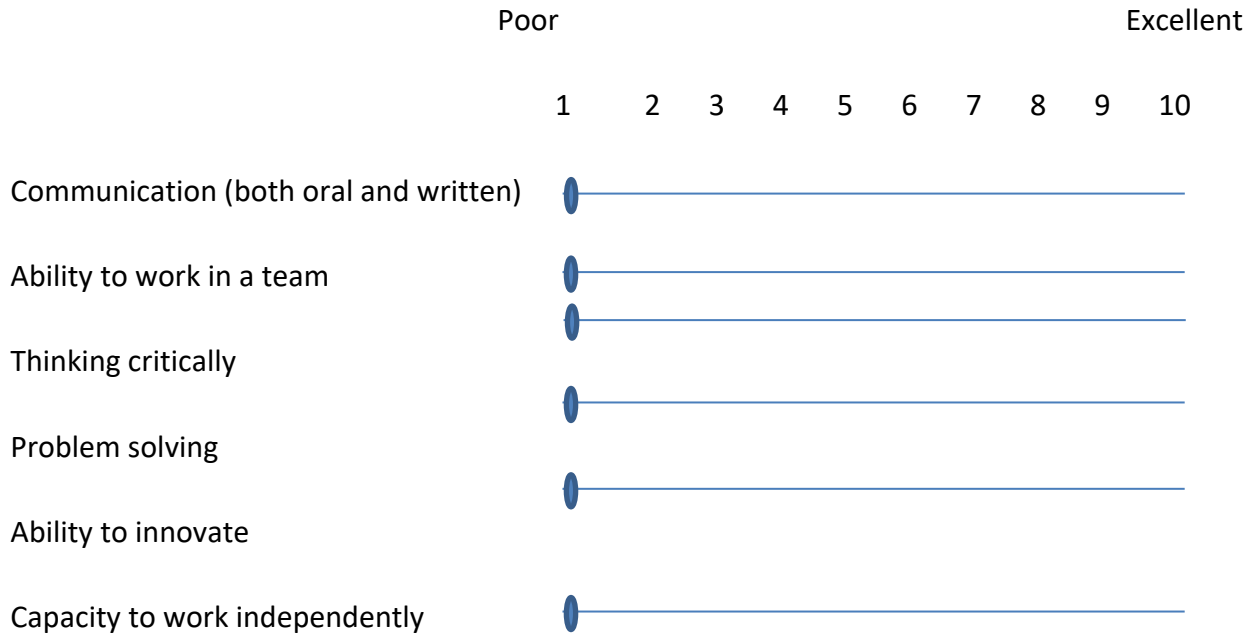 Poor Excellent
1 2 3 4 5 6 7 8 9 10
Communication (both oral and written)
Ability to work in a team
Thinking critically
Problem solving
Ability to innovate
Capacity to work independently